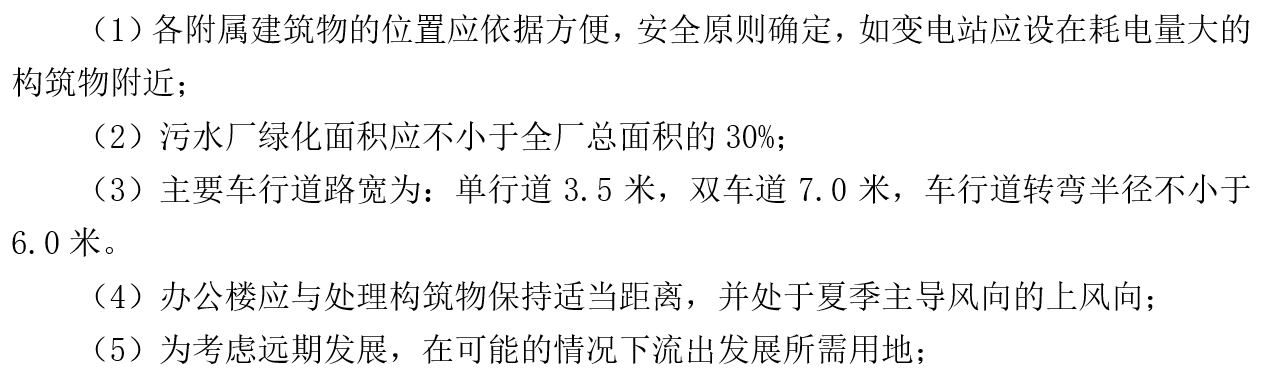 （1）各附属建筑物的位置应依据方便，安全原则确定，如变电站应设在耗电量大的
构筑物附近；
（2）污水厂绿化面积应不小于全厂总面积的 30%；
（3）主要车行道路宽为：单行道 3.5 米，双车道 7.0 米，车行道转弯半径不小于
6.0 米。
（4）办公楼应与处理构筑物保持适当距离，并处于夏季主导风向的上风向；
（5）为考虑远期发展，在可能的情况下流出发展所需用地；